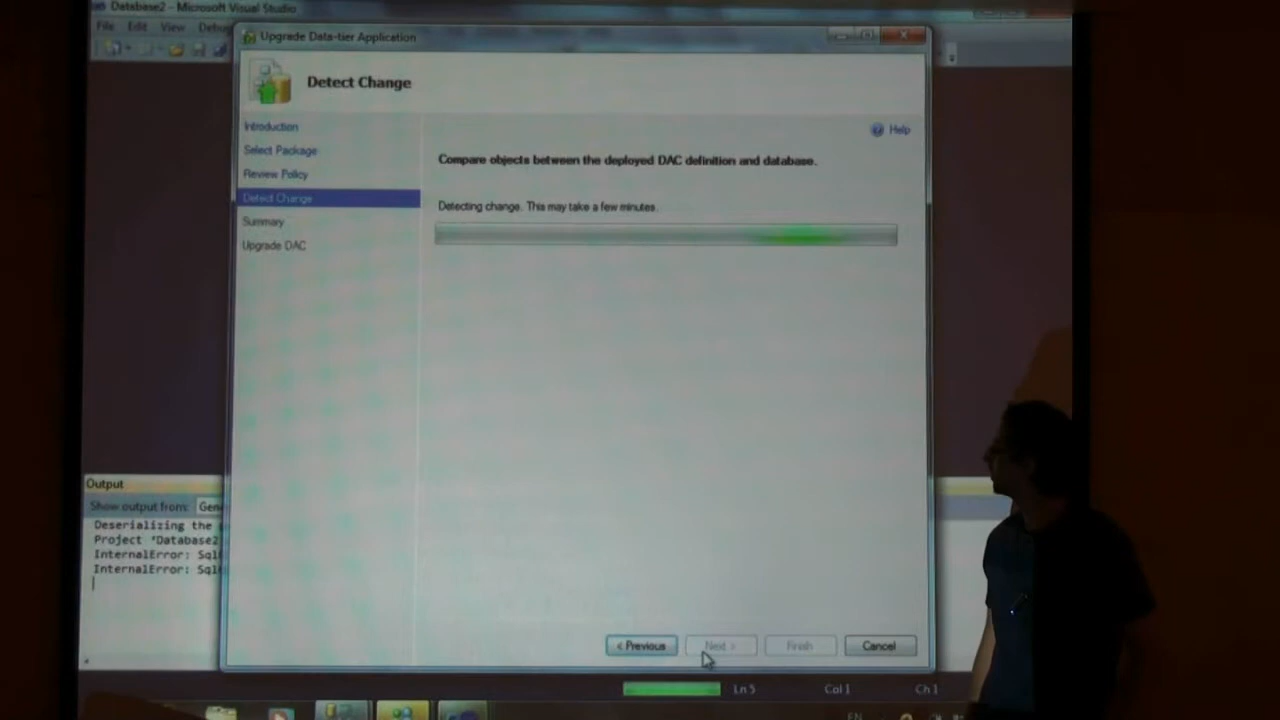 Database2 - Microsoft Visual Studio
File Edit View Debug
Upgrade Data-tier Application
Detect Change
Introduction
Select Package
Review Policy
Detect Change
Summary
Upgrade DAC
Help
Compare objects between the deployed DAC definition and database.
Detecting change. This may take a few minutes.
Output
Show output from: Gen
Deserializing the
Project "Database2
InternalError: Sql
InternalError: Sql
< Previous Next > Finish Cancel
Ln 5 Col 1 Ch 1
EN